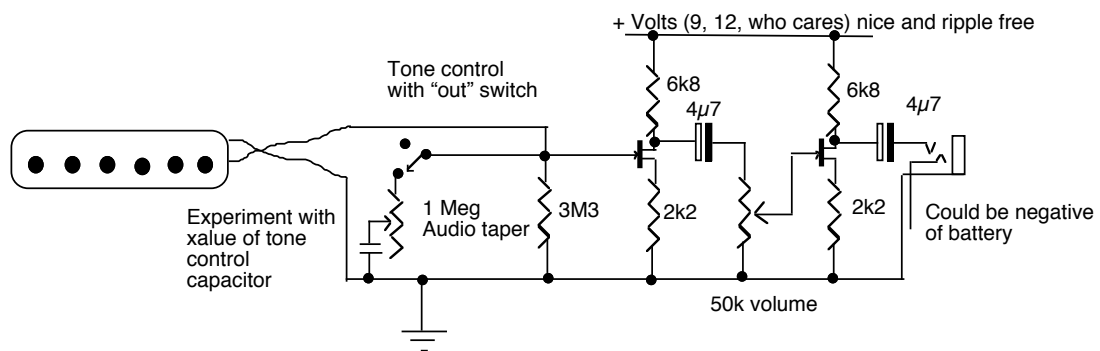 + Volts (9, 12, who cares) nice and ripple free
Tone control
with “out” switch
6k8
4µ7
6k8
4µ7
Experiment with
xalue of tone
control
capacitor
1 Meg
Audio taper
3M3
2k2
2k2
Could be negative
of battery
50k volume